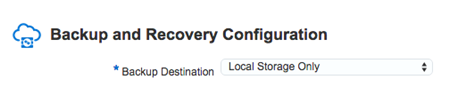 Backup and Recovery Configuration
* Backup Destination Local Storage Only